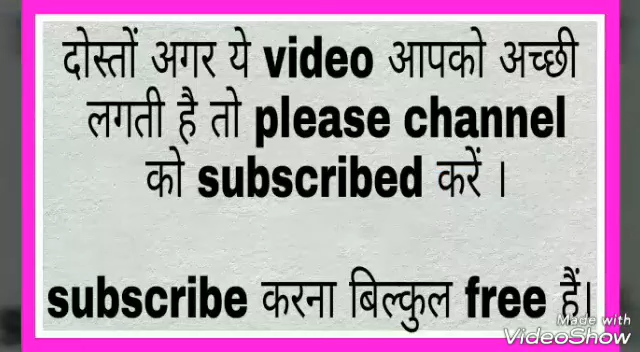 दोस्तों अगर ये video आपको अच्छी
लगती है तो please channel
को subscribed करें ।
subscribe करना बिल्कुल free हैं।
Made with
VideoShow